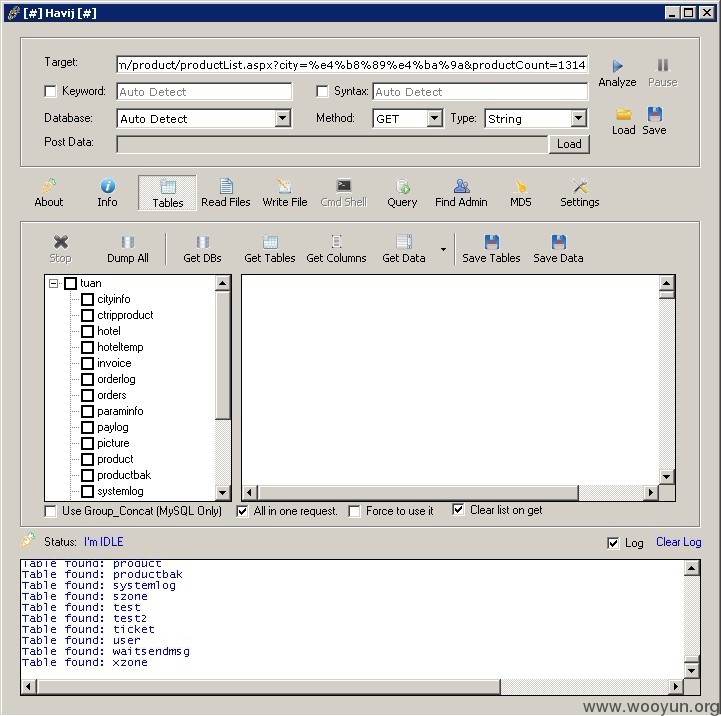 [#] Havij [#]
Target: m/product/productList.aspx?city=%e4%b8%89%e4%ba%9a&productCount=1314
Analyze Pause
Keyword: Auto Detect Syntax: Auto Detect
Database: Auto Detect Method: GET Type: String
Load Save
Post Data: Load
About Info Tables Read Files Write File Cmd Shell Query Find Admin MD5 Settings
Stop Dump All Get DBs Get Tables Get Columns Get Data Save Tables Save Data
tuan
cityinfo
ctripproduct
hotel
hoteltemp
invoice
orderlog
orders
paraminfo
paylog
picture
product
productbak
systemlog
Use Group_Concat (MySQL Only) All in one request. Force to use it Clear list on get
Status: I'm IDLE Log Clear Log
Table found: product
Table found: productbak
Table found: systemlog
Table found: szone
Table found: test
Table found: test2
Table found: ticket
Table found: user
Table found: waitsendmsg
Table found: xzone
www.wooyun.org